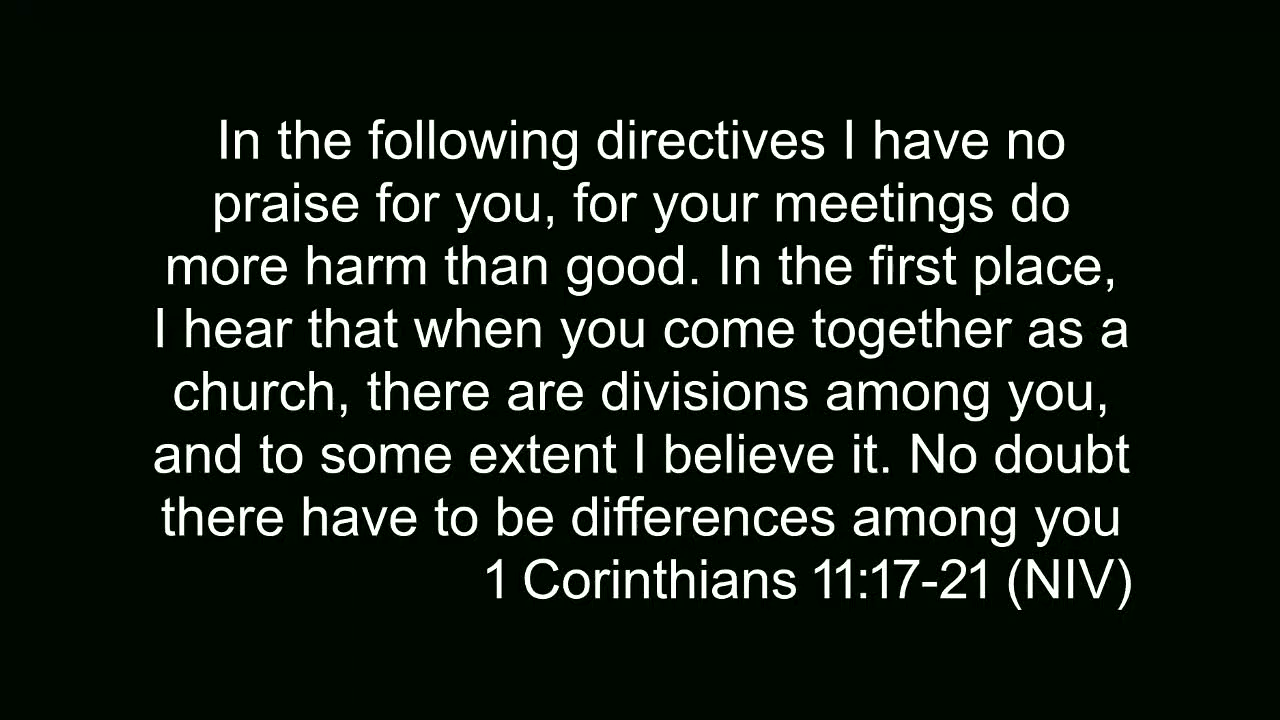 In the following directives I have no
praise for you, for your meetings do
more harm than good. In the first place,
I hear that when you come together as a
church, there are divisions among you,
and to some extent I believe it. No doubt
there have to be differences among you
1 Corinthians 11:17-21 (NIV)